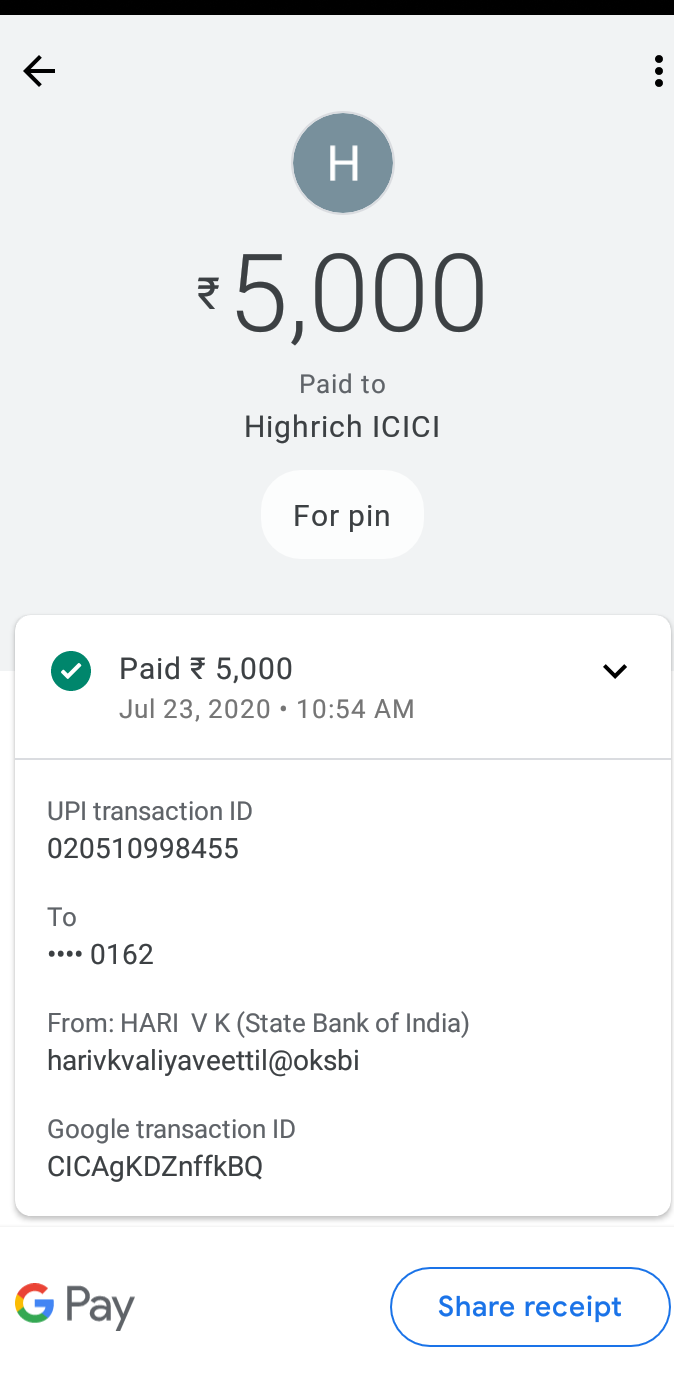 H
₹5,000
Paid to
Highrich ICICI
For pin
Paid ₹ 5,000
Jul 23, 2020 • 10:54 AM
UPI transaction ID
020510998455
To
•••• 0162
From: HARI  V K (State Bank of India)
harivkvaliyaveettil@oksbi
Google transaction ID
CICAgKDZnffkBQ
G Pay
Share receipt